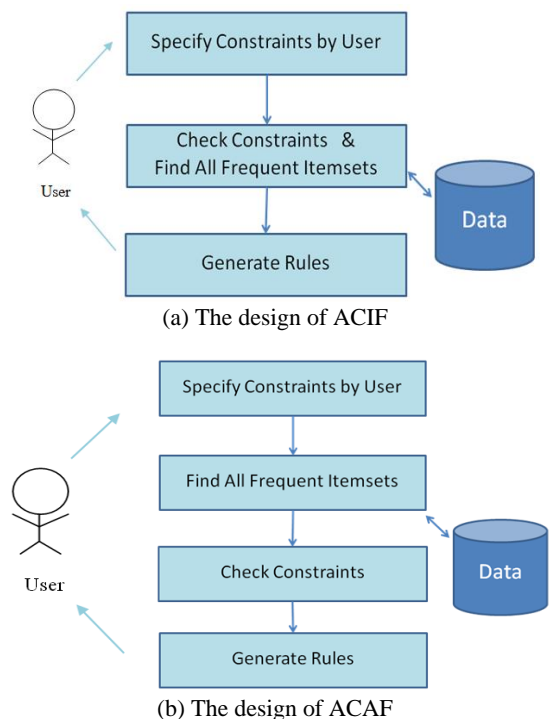 Specify Constraints by User
Check Constraints &
Find All Frequent Itemsets
User
Data
Generate Rules
(a) The design of ACIF
Specify Constraints by User
Find All Frequent Itemsets
User
Data
Check Constraints
Generate Rules
(b) The design of ACAF